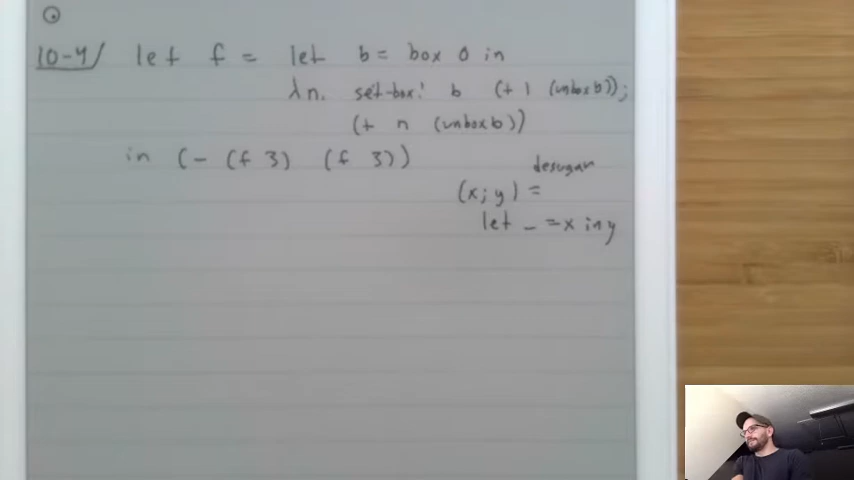 10-4/ let f = let b = box 0 in
λn. set-box! b (+ 1 (unbox b));
(+ n (unbox b))
in (- (f 3) (f 3))
desugar
(x; y) =
let _ = x in y